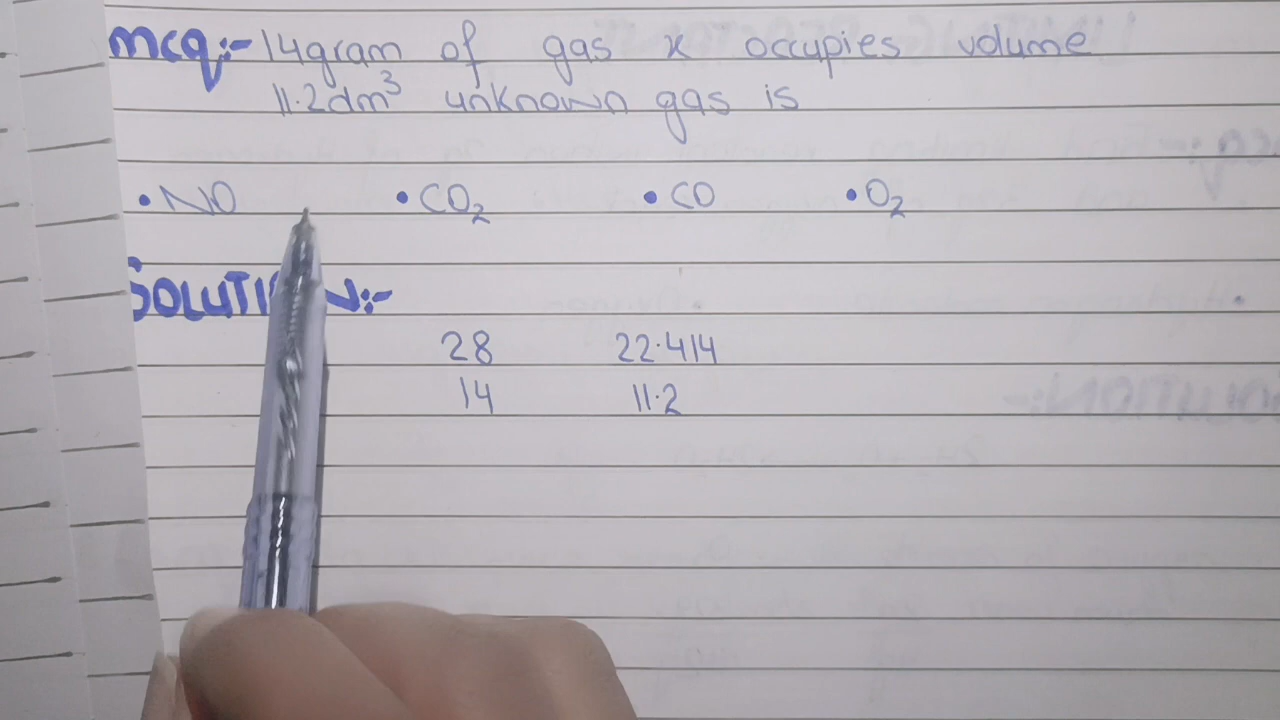 mcq:- 14gram of gas x occupies volume
11.2dm³ unknown gas is
• NO • CO₂ • CO • O₂
SOLUTION:-
28 22.414
14 11.2